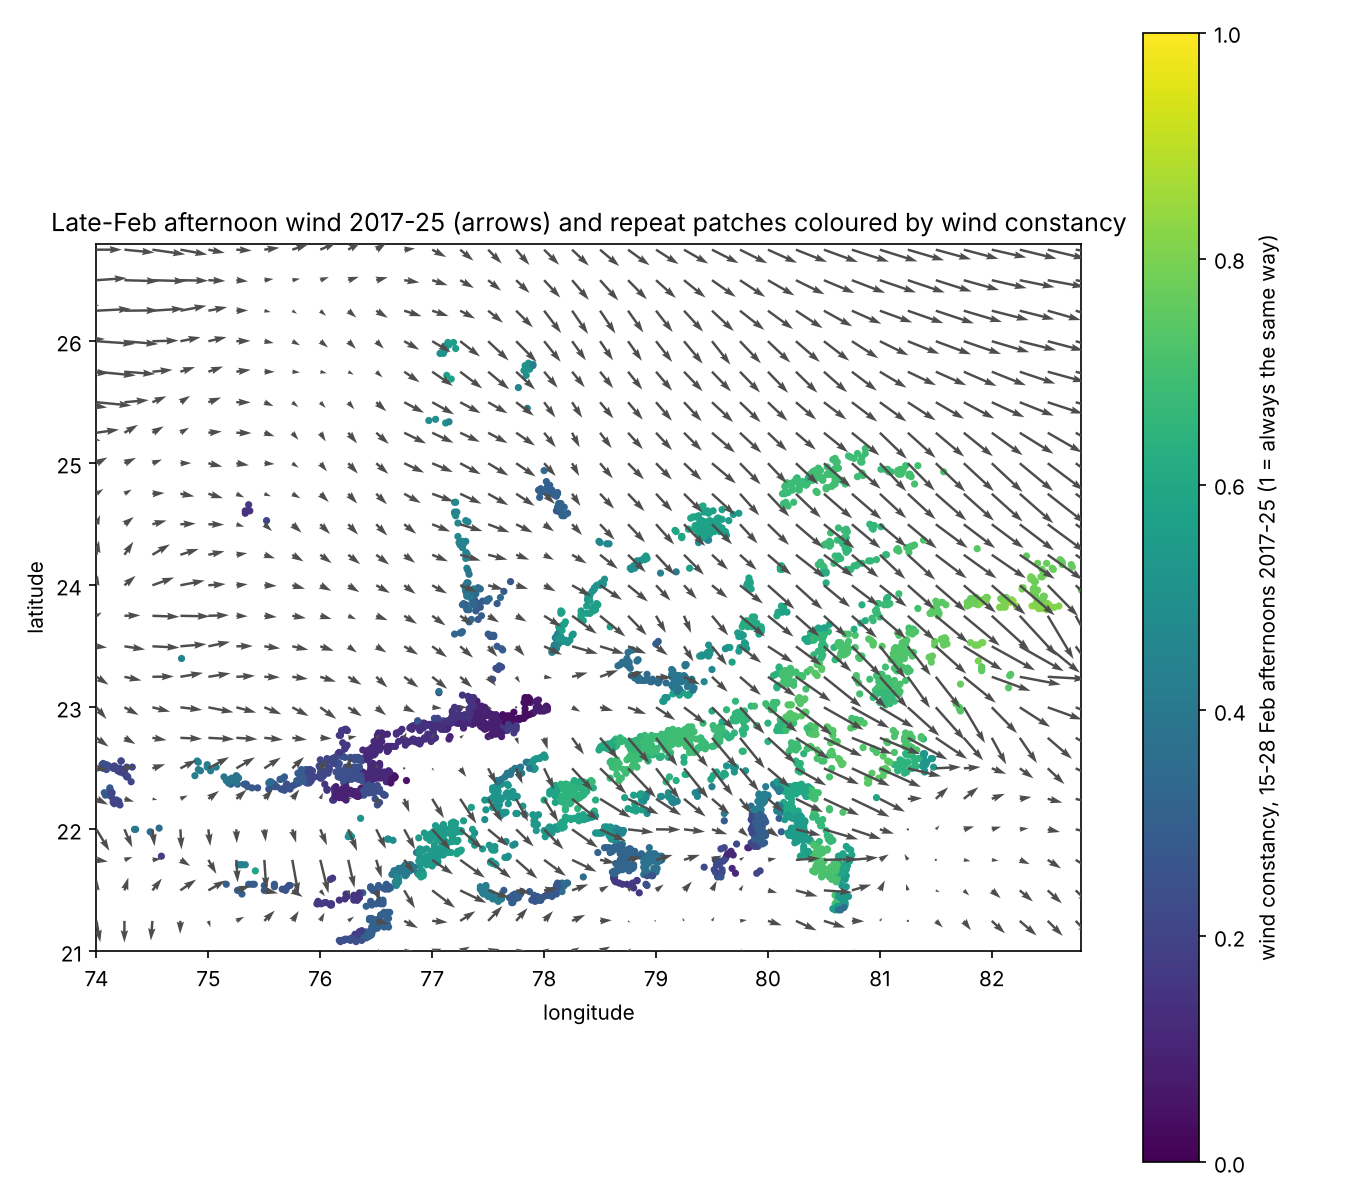 Late-Feb afternoon wind 2017-25 (arrows) and repeat patches coloured by wind constancy
1.0
0.8
0.6
0.4
0.2
0.0
wind constancy, 15-28 Feb afternoons 2017-25 (1 = always the same way)
latitude
26
25
24
23
22
21
74 75 76 77 78 79 80 81 82
longitude